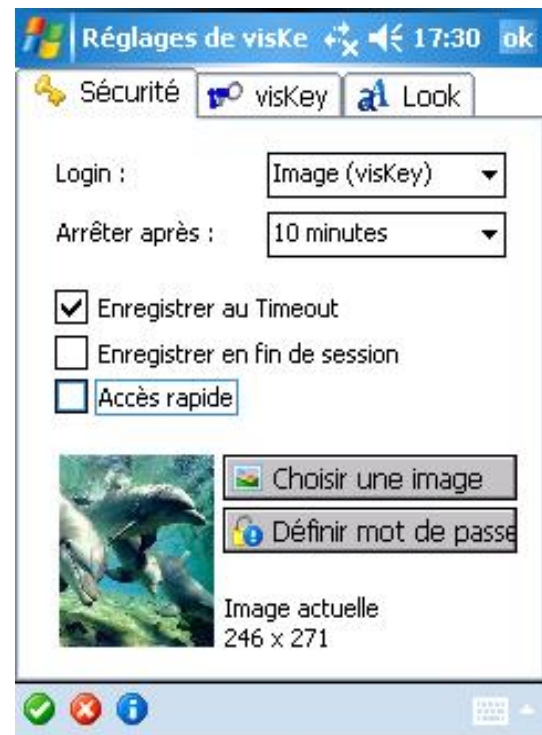 Réglages de visKe 17:30 ok
Sécurité visKey Look
Login : Image (visKey)
Arrêter après : 10 minutes
Enregistrer au Timeout
Enregistrer en fin de session
Accès rapide
Choisir une image
Définir mot de passe
Image actuelle
246 x 271